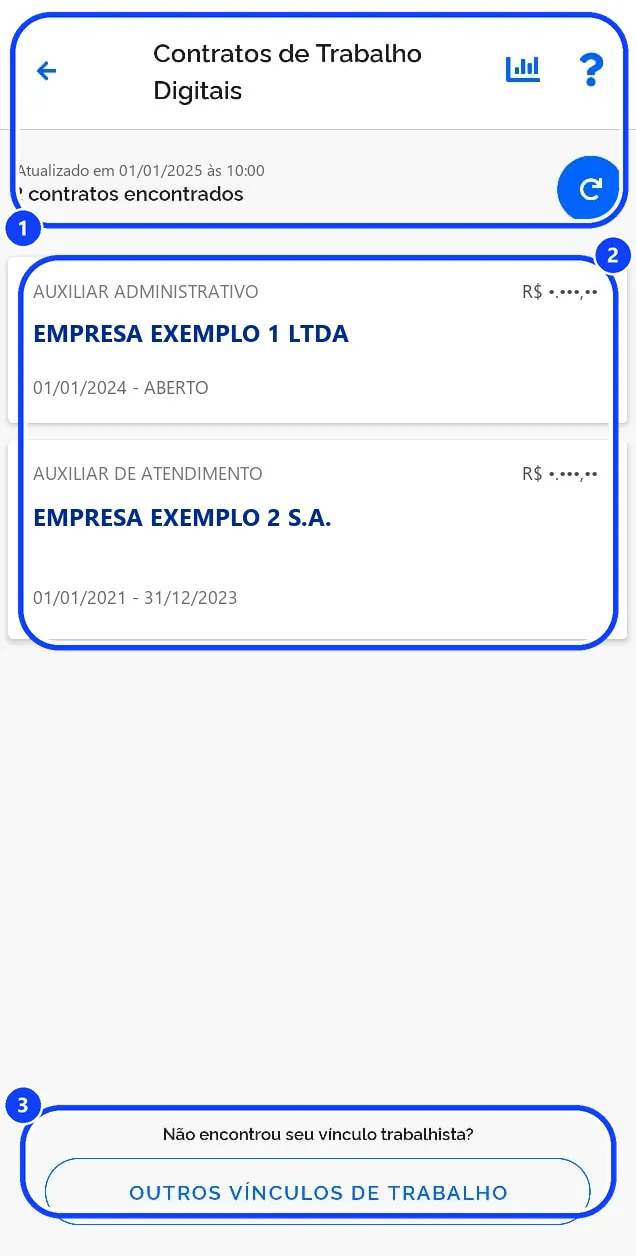 Contratos de Trabalho
Digitais
?
Atualizado em 01/01/2025 às 10:00
2 contratos encontrados
1
2
AUXILIAR ADMINISTRATIVO R$ •.•••,••
EMPRESA EXEMPLO 1 LTDA
01/01/2024 - ABERTO
AUXILIAR DE ATENDIMENTO R$ •.•••,••
EMPRESA EXEMPLO 2 S.A.
01/01/2021 - 31/12/2023
3
Não encontrou seu vínculo trabalhista?
OUTROS VÍNCULOS DE TRABALHO